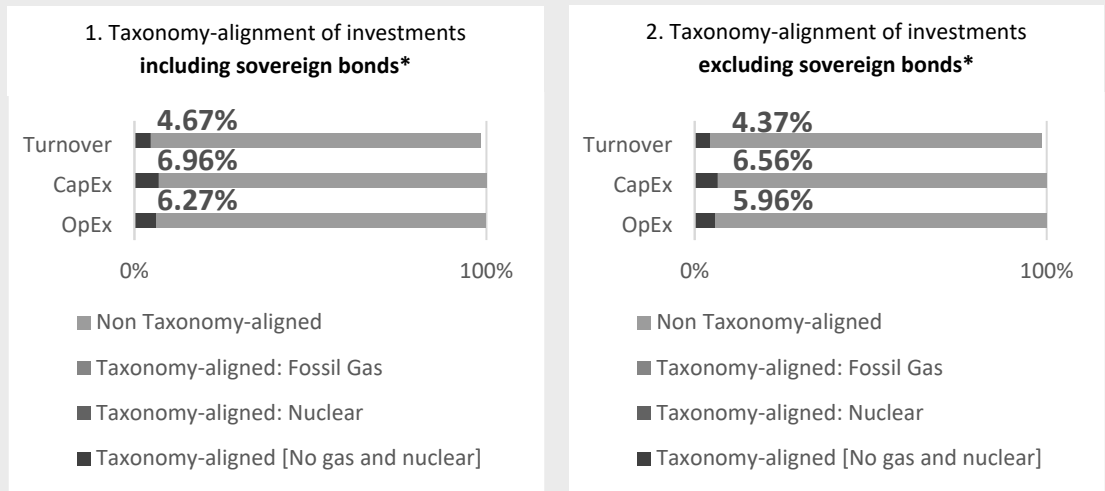 1. Taxonomy-alignment of investments
including sovereign bonds*
4.67%
Turnover
6.96%
CapEx
6.27%
OpEx
0%
100%
Non Taxonomy-aligned
Taxonomy-aligned: Fossil Gas
Taxonomy-aligned: Nuclear
Taxonomy-aligned [No gas and nuclear]
2. Taxonomy-alignment of investments
excluding sovereign bonds*
4.37%
Turnover
6.56%
CapEx
5.96%
OpEx
0%
100%
Non Taxonomy-aligned
Taxonomy-aligned: Fossil Gas
Taxonomy-aligned: Nuclear
Taxonomy-aligned [No gas and nuclear]